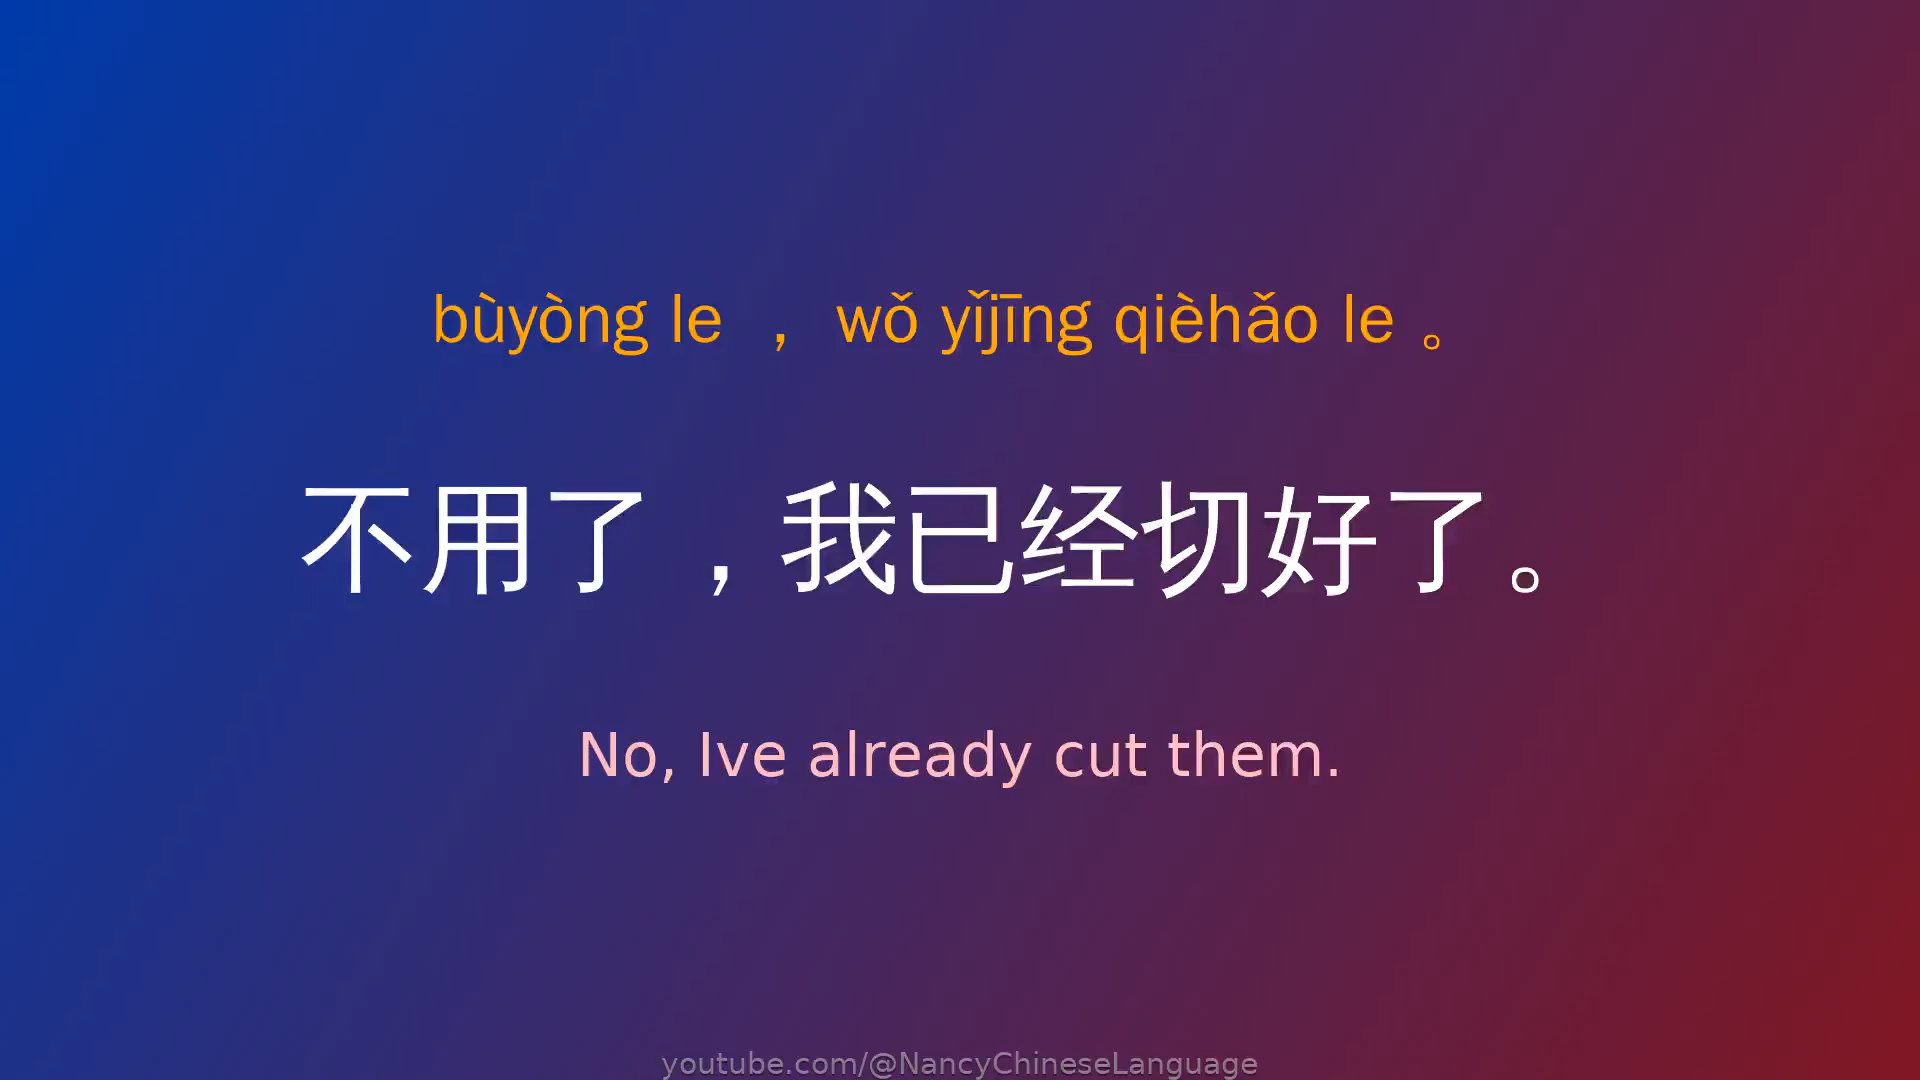 bùyòng le ，wǒ yǐjīng qièhǎo le 。
不用了，我已经切好了。
No, Ive already cut them.
youtube.com/@NancyChineseLanguage